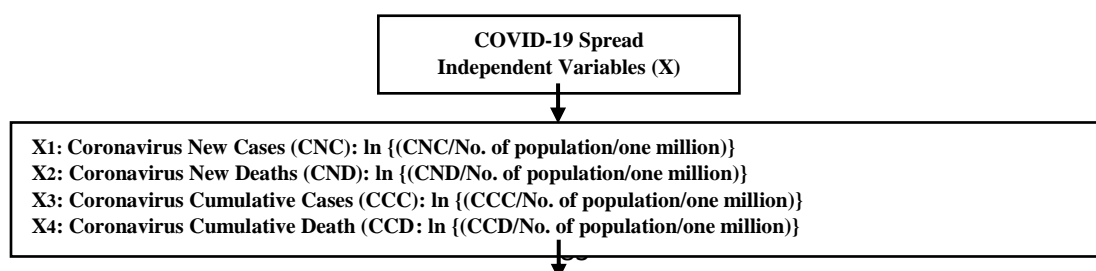 COVID-19 Spread
Independent Variables (X)
X1: Coronavirus New Cases (CNC): ln {(CNC/No. of population/one million)}
X2: Coronavirus New Deaths (CND): ln {(CND/No. of population/one million)}
X3: Coronavirus Cumulative Cases (CCC): ln {(CCC/No. of population/one million)}
X4: Coronavirus Cumulative Death (CCD: ln {(CCD/No. of population/one million)}